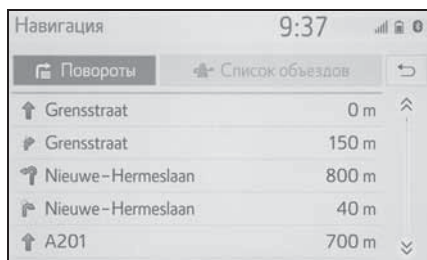 Навигация 9:37
Повороты Список объездов
Grensstraat 0 m
Grensstraat 150 m
Nieuwe-Hermeslaan 800 m
Nieuwe-Hermeslaan 40 m
A201 700 m